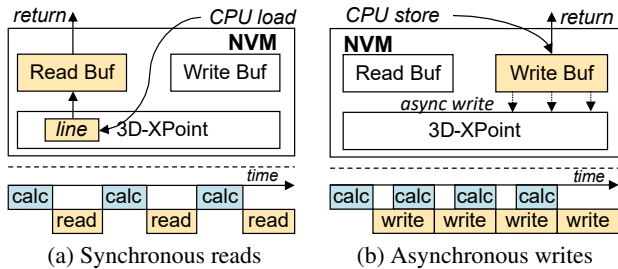 return
CPU load
NVM
Read Buf
Write Buf
line
3D-XPoint
time
calc
calc
calc
read
read
read
(a) Synchronous reads
CPU store
return
NVM
Read Buf
Write Buf
async write
3D-XPoint
time
calc
calc
calc
calc
write
write
write
write
(b) Asynchronous writes